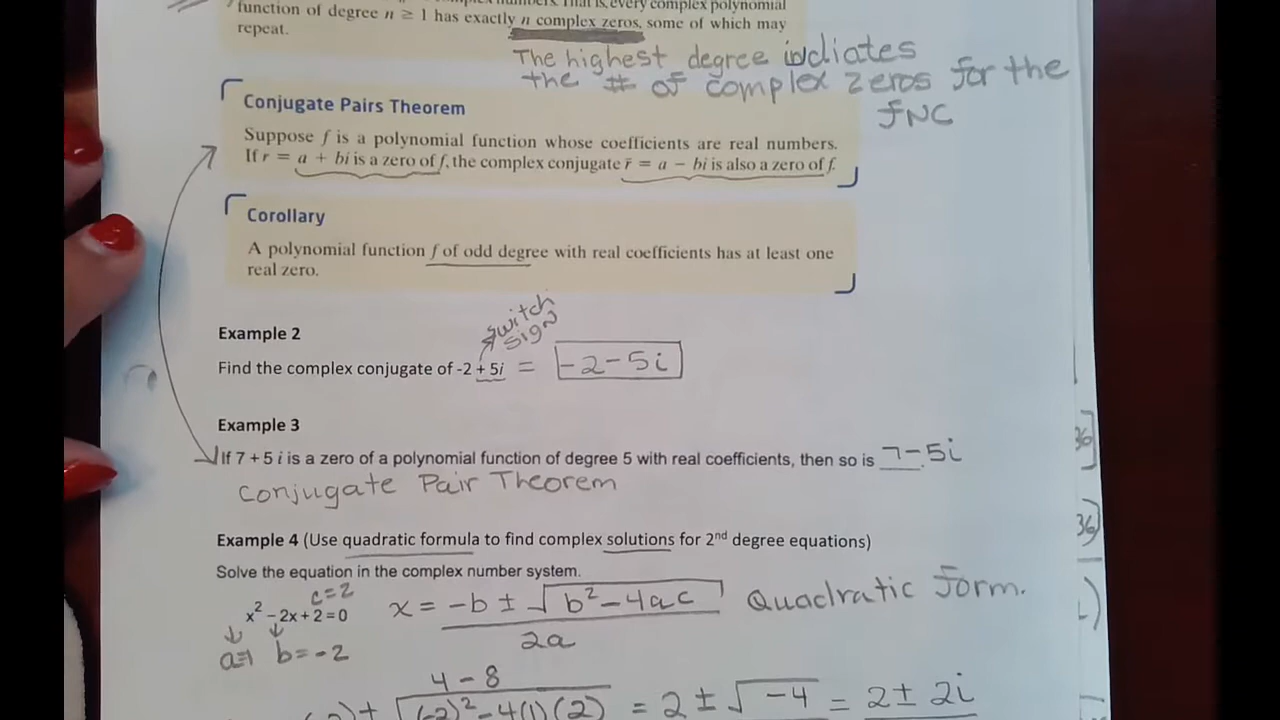 function of degree n ≥ 1 has exactly n complex zeros, some of which may
repeat.
The highest degree indiates
the # of complex zeros for the
fNC
Conjugate Pairs Theorem
Suppose f is a polynomial function whose coefficients are real numbers.
If r = a + bi is a zero of f, the complex conjugate r̄ = a − bi is also a zero of f.
Corollary
A polynomial function f of odd degree with real coefficients has at least one
real zero.
switch
sign
Example 2
Find the complex conjugate of -2 + 5i = -2-5i
Example 3
If 7 + 5 i is a zero of a polynomial function of degree 5 with real coefficients, then so is 7-5i
Conjugate Pair Theorem
Example 4 (Use quadratic formula to find complex solutions for 2nd degree equations)
Solve the equation in the complex number system.
c=2
x² − 2x + 2 = 0
x = -b ± √b²-4ac
2a
Quadratic Form.
a=1 b=-2
4-8
(-2)²-4(1)(2) = 2 ± √-4 = 2 ± 2i
36]
36)